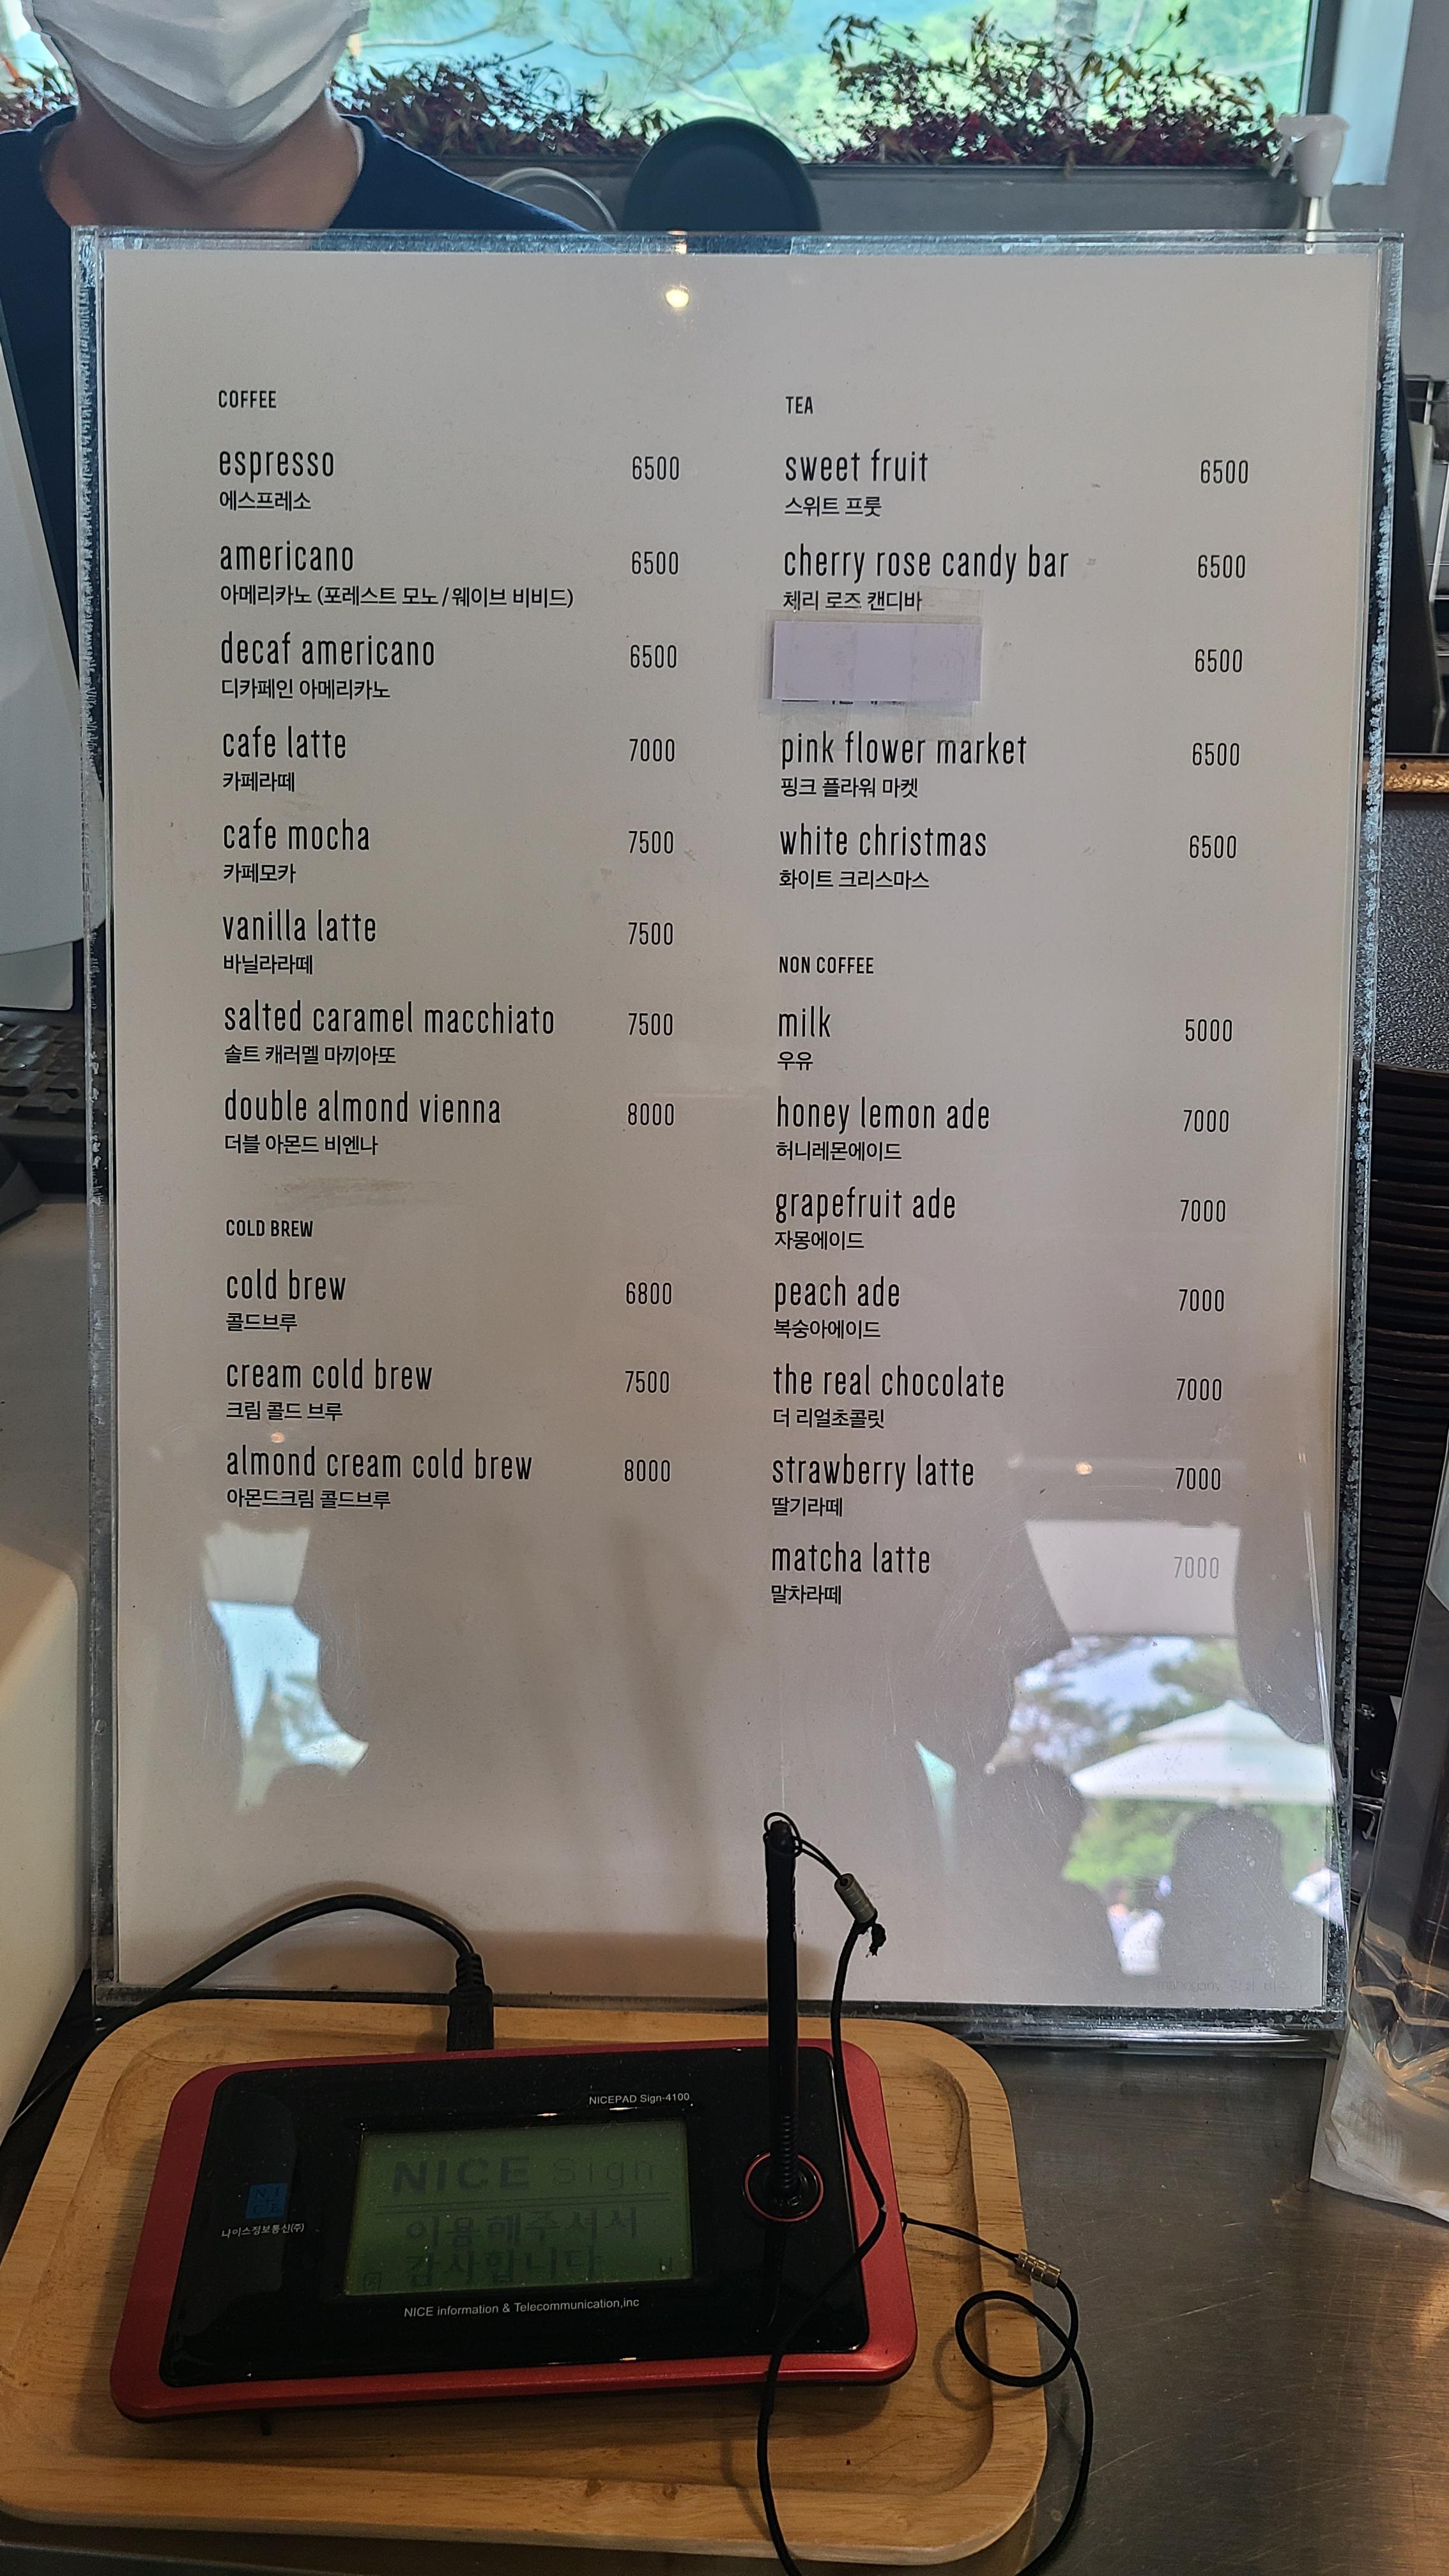 COFFEE
espresso 6500
에스프레소
americano 6500
아메리카노 (포레스트 모노 / 웨이브 비비드)
decaf americano 6500
디카페인 아메리카노
cafe latte 7000
카페라떼
cafe mocha 7500
카페모카
vanilla latte 7500
바닐라라떼
salted caramel macchiato 7500
솔트 캐러멜 마끼아또
double almond vienna 8000
더블 아몬드 비엔나
COLD BREW
cold brew 6800
콜드브루
cream cold brew 7500
크림 콜드 브루
almond cream cold brew 8000
아몬드크림 콜드브루
TEA
sweet fruit 6500
스위트 프룻
cherry rose candy bar 6500
체리 로즈 캔디바
6500
pink flower market 6500
핑크 플라워 마켓
white christmas 6500
화이트 크리스마스
NON COFFEE
milk 5000
우유
honey lemon ade 7000
허니레몬에이드
grapefruit ade 7000
자몽에이드
peach ade 7000
복숭아에이드
the real chocolate 7000
더 리얼초콜릿
strawberry latte 7000
딸기라떼
matcha latte 7000
말차라떼
NICEPAD Sign-4100
NICE Sign
이용해주셔서
감사합니다
나이스정보통신(주)
NICE information & Telecommunication,inc